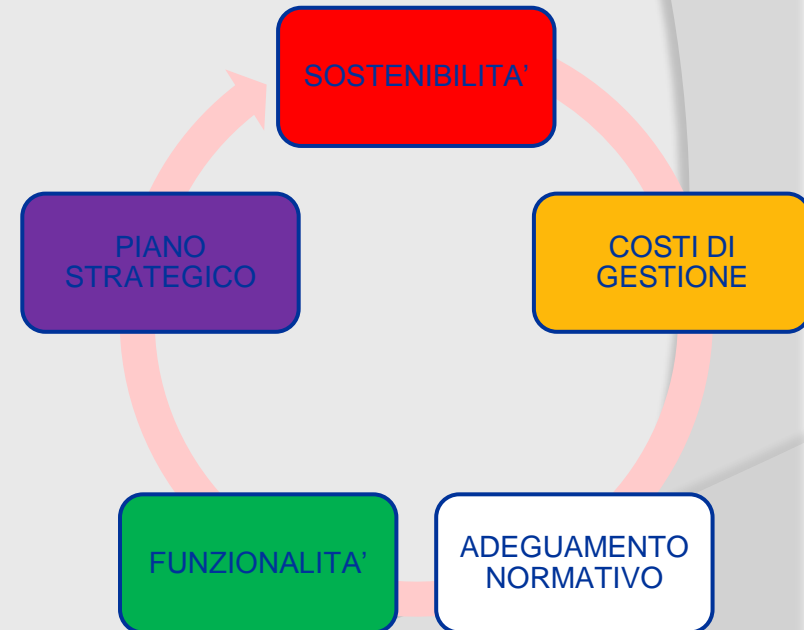 SOSTENIBILITA’
COSTI DI
GESTIONE
ADEGUAMENTO
NORMATIVO
FUNZIONALITA’
PIANO
STRATEGICO